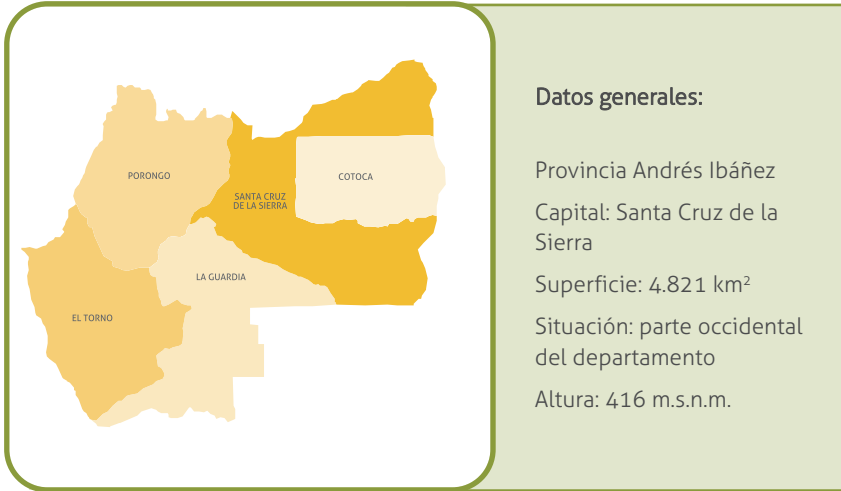 PORONGO
COTOCA
SANTA CRUZ
DE LA SIERRA
LA GUARDIA
EL TORNO
Datos generales:
Provincia Andrés Ibáñez
Capital: Santa Cruz de la
Sierra
Superficie: 4.821 km²
Situación: parte occidental
del departamento
Altura: 416 m.s.n.m.